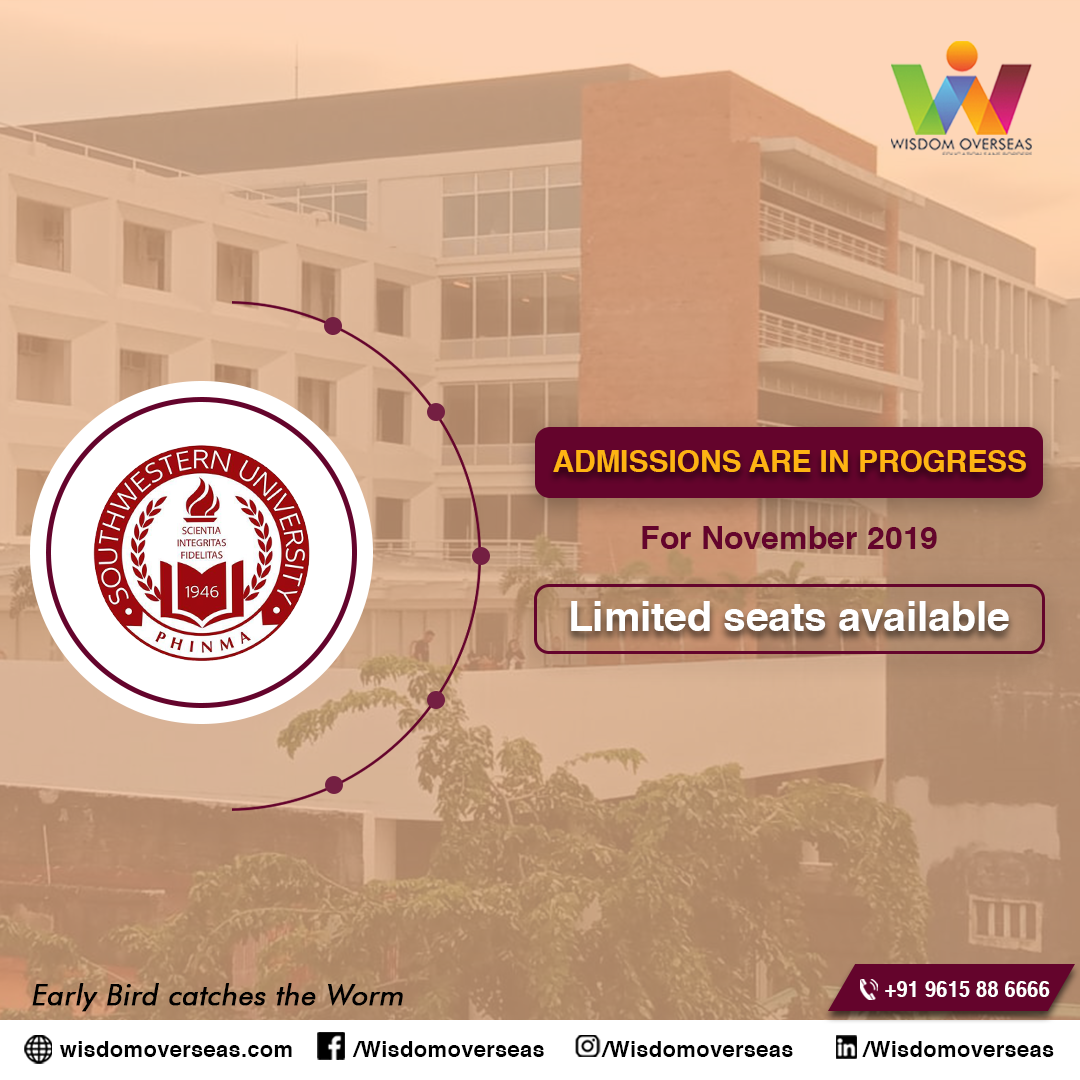 WISDOM OVERSEAS
ADMISSIONS ARE IN PROGRESS
For November 2019
Limited seats available
SOUTHWESTERN UNIVERSITY
SCIENTIA
INTEGRITAS
FIDELITAS
1946
PHINMA
Early Bird catches the Worm
+91 9615 88 6666
wisdomoverseas.com
/Wisdomoverseas
/Wisdomoverseas
/Wisdomoverseas